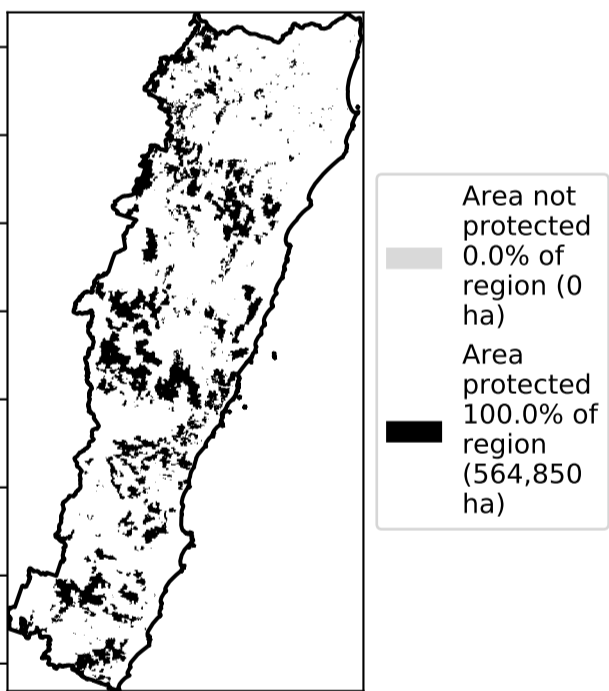 Area not
protected
0.0% of
region (0
ha)
Area
protected
100.0% of
region
(564,850
ha)